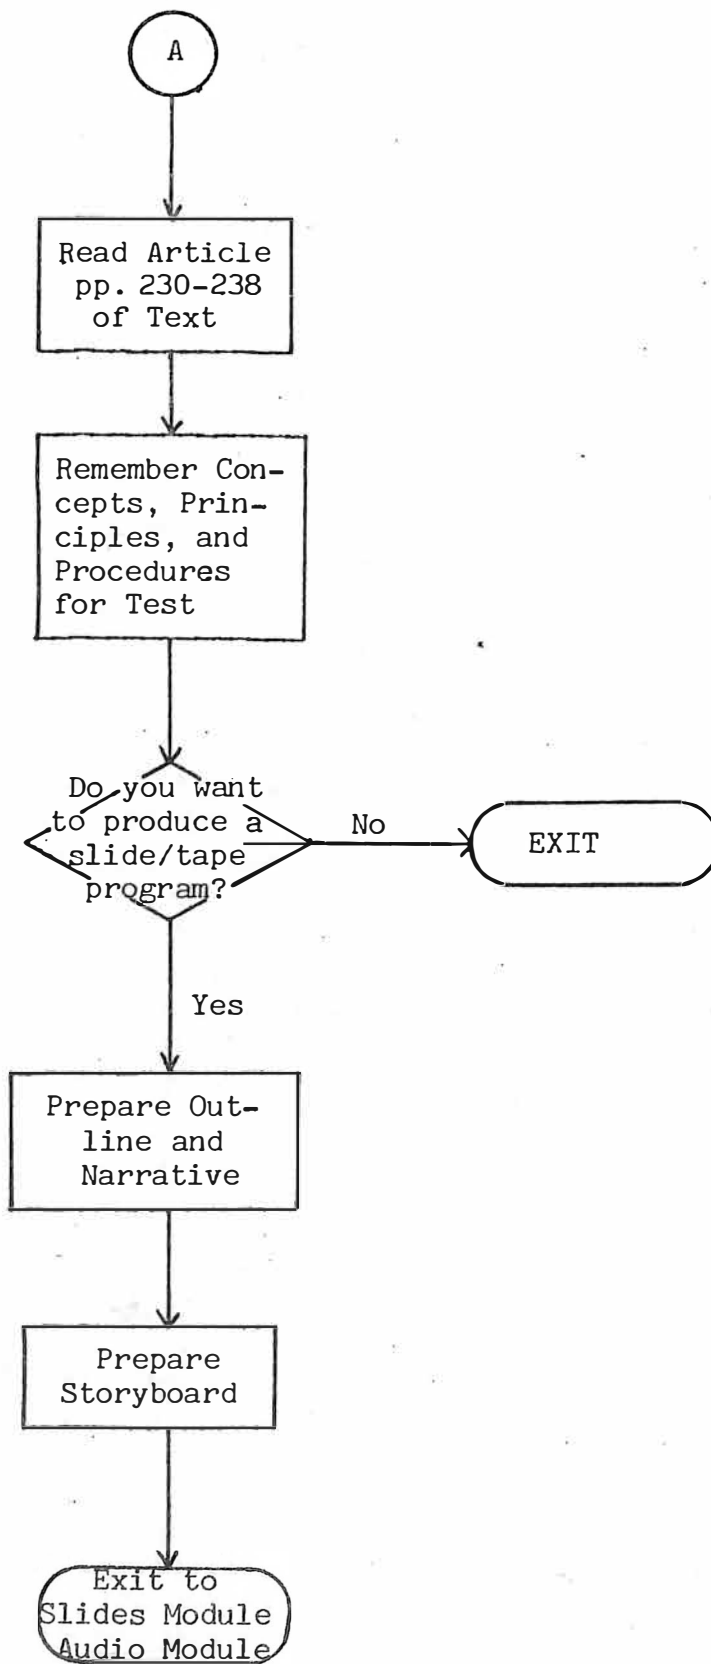 A
Read Article
pp. 230-238
of Text
Remember Con-
cepts, Prin-
ciples, and
Procedures
for Test
Do you want
to produce a
slide/tape
program?
No
EXIT
Yes
Prepare Out-
line and
Narrative
Prepare
Storyboard
Exit to
Slides Module
Audio Module